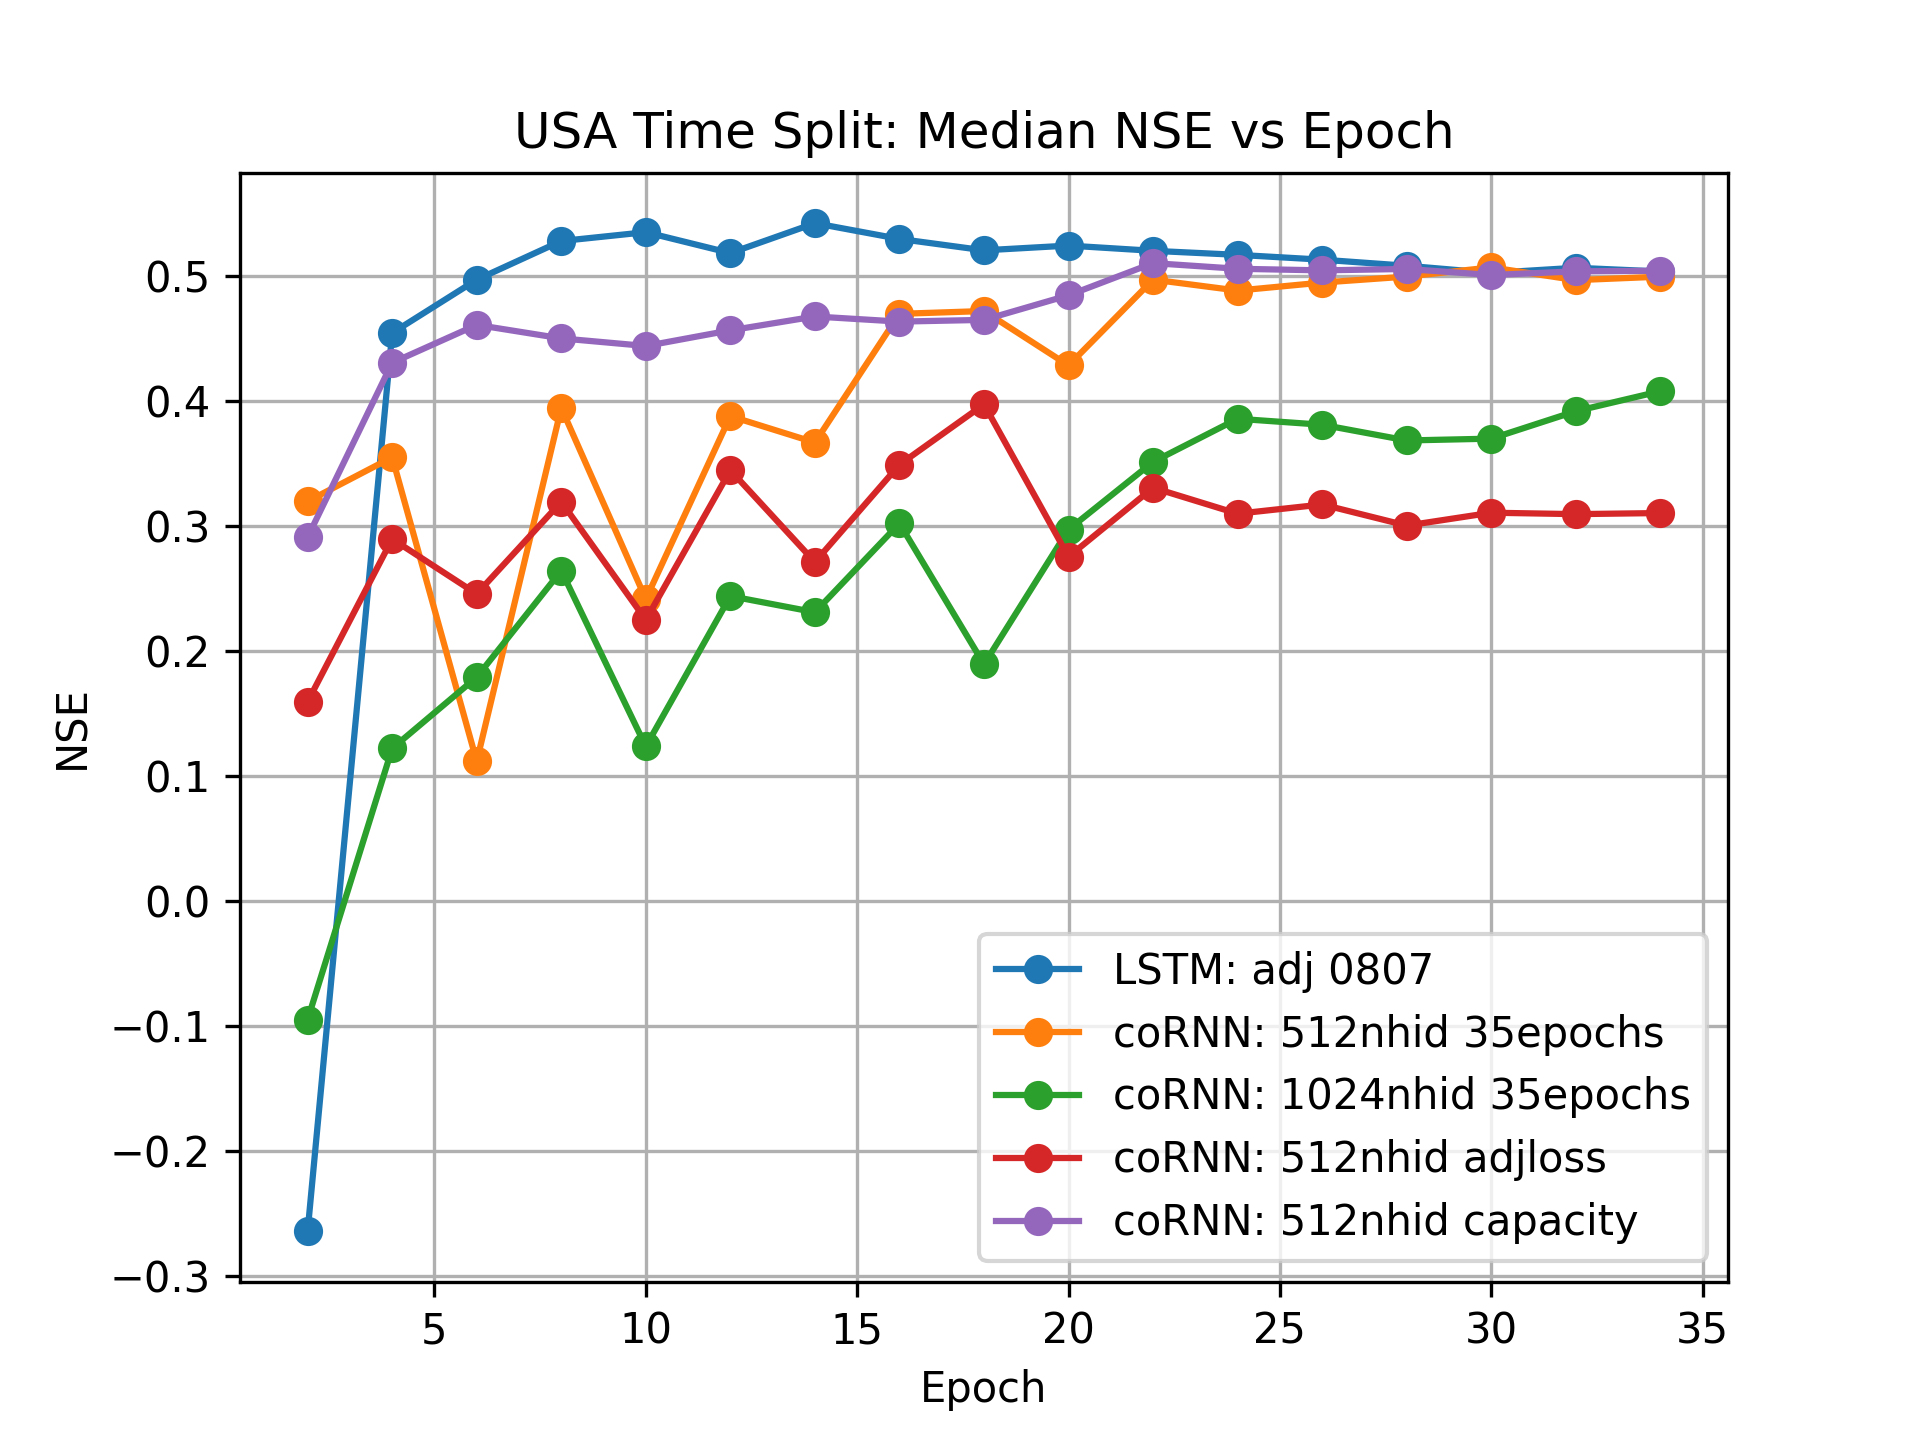 USA Time Split: Median NSE vs Epoch
NSE
0.5
0.4
0.3
0.2
0.1
0.0
−0.1
−0.2
−0.3
LSTM: adj 0807
coRNN: 512nhid 35epochs
coRNN: 1024nhid 35epochs
coRNN: 512nhid adjloss
coRNN: 512nhid capacity
5 10 15 20 25 30 35
Epoch